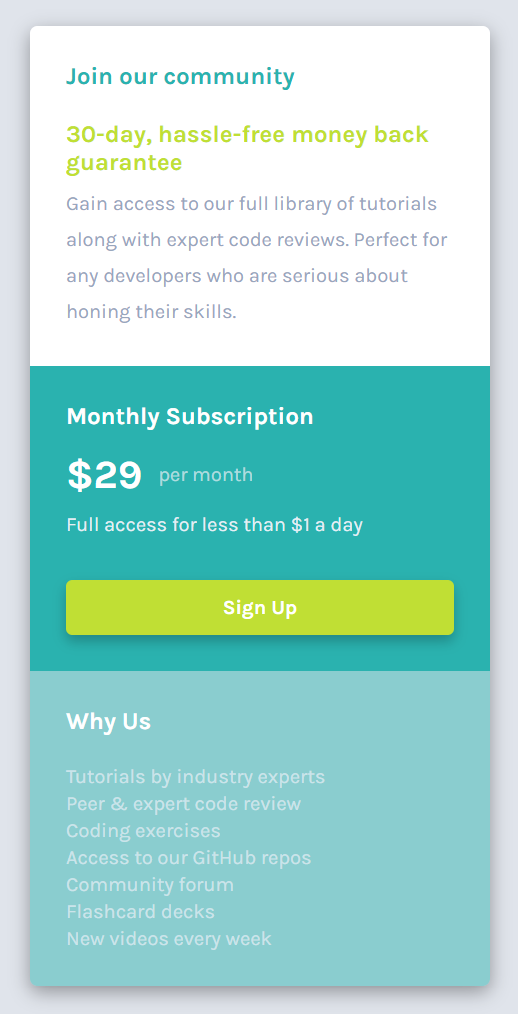 Join our community
30-day, hassle-free money back
guarantee
Gain access to our full library of tutorials
along with expert code reviews. Perfect for
any developers who are serious about
honing their skills.
Monthly Subscription
$29 per month
Full access for less than $1 a day
Sign Up
Why Us
Tutorials by industry experts
Peer & expert code review
Coding exercises
Access to our GitHub repos
Community forum
Flashcard decks
New videos every week